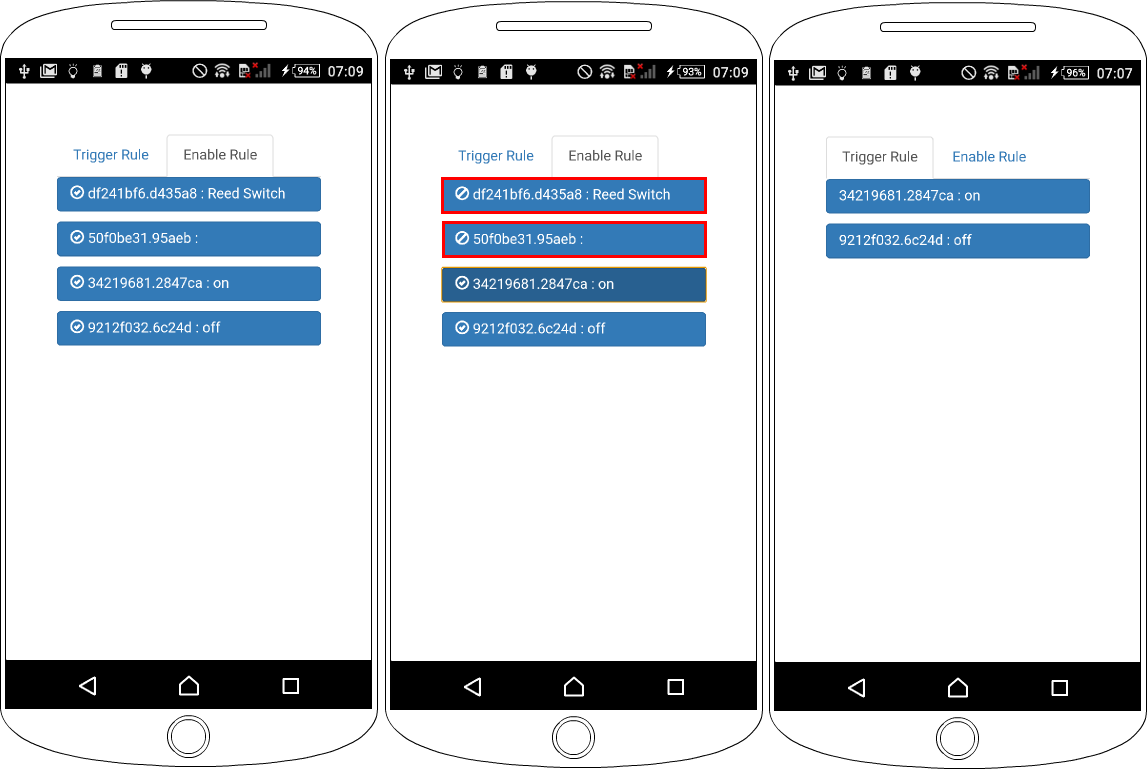 94% 07:09
Trigger Rule Enable Rule
df241bf6.d435a8 : Reed Switch
50f0be31.95aeb :
34219681.2847ca : on
9212f032.6c24d : off
93% 07:09
Trigger Rule Enable Rule
df241bf6.d435a8 : Reed Switch
50f0be31.95aeb :
34219681.2847ca : on
9212f032.6c24d : off
96% 07:07
Trigger Rule Enable Rule
34219681.2847ca : on
9212f032.6c24d : off